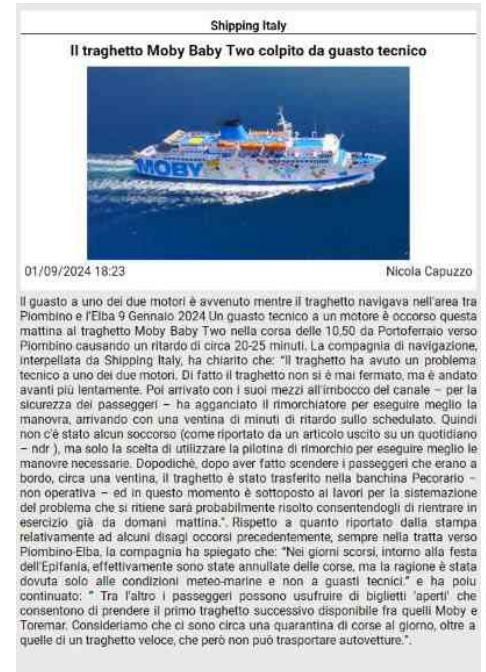 Shipping Italy
Il traghetto Moby Baby Two colpito da guasto tecnico
MOBY
01/09/2024 18:23 Nicola Capuzzo
Il guasto a uno dei due motori è avvenuto mentre il traghetto navigava nell'area tra
Piombino e l'Elba 9 Gennaio 2024 Un guasto tecnico a un motore è occorso questa
mattina al traghetto Moby Baby Two nella corsa delle 10,50 da Portoferraio verso
Piombino causando un ritardo di circa 20-25 minuti. La compagnia di navigazione,
interpellata da Shipping Italy, ha chiarito che: "Il traghetto ha avuto un problema
tecnico a uno dei due motori. Di fatto il traghetto non si è mai fermato, ma è andato
avanti più lentamente. Poi arrivato con i suoi mezzi all'imbocco del canale – per la
sicurezza dei passeggeri – ha agganciato il rimorchiatore per eseguire meglio la
manovra, arrivando con una ventina di minuti di ritardo sullo schedulato. Quindi
non c'è stato alcun soccorso (come riportato da un articolo uscito su un quotidiano
– ndr ), ma solo la scelta di utilizzare la pilotina di rimorchio per eseguire meglio le
manovre necessarie. Dopodichè, dopo aver fatto scendere i passeggeri che erano a
bordo, circa una ventina, il traghetto è stato trasferito nella banchina Pecorario –
non operativa – ed in questo momento è sottoposto ai lavori per la sistemazione
del problema che si ritiene sarà probabilmente risolto consentendogli di rientrare in
esercizio già da domani mattina.". Rispetto a quanto riportato dalla stampa
relativamente ad alcuni disagi occorsi precedentemente, sempre nella tratta verso
Piombino-Elba, la compagnia ha spiegato che: "Nei giorni scorsi, intorno alla festa
dell'Epifania, effettivamente sono state annullate delle corse, ma la ragione è stata
dovuta solo alle condizioni meteo-marine e non a guasti tecnici." e ha poiu
continuato: " Tra l'altro i passeggeri possono usufruire di biglietti 'aperti' che
consentono di prendere il primo traghetto successivo disponibile fra quelli Moby e
Toremar. Consideriamo che ci sono circa una quarantina di corse al giorno, oltre a
quelle di un traghetto veloce, che però non può trasportare autovetture.".